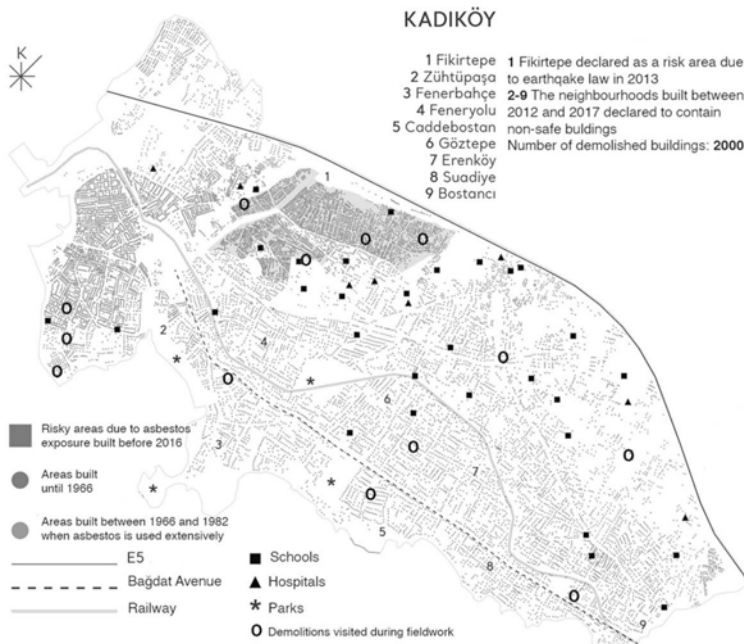 KADIKÖY
K
1 Fikirtepe
2 Zühtüpaşa
3 Fenerbahçe
4 Feneryolu
5 Caddebostan
6 Göztepe
7 Erenköy
8 Suadiye
9 Bostancı
1 Fikirtepe declared as a risk area due
to earthqake law in 2013
2-9 The neighbourhoods built between
2012 and 2017 declared to contain
non-safe buldings
Number of demolished buildings: 2000
1
2
3
4
5
6
7
8
9
Risky areas due to asbestos
exposure built before 2016
Areas built
until 1966
Areas built between 1966 and 1982
when asbestos is used extensively
E5
Bağdat Avenue
Railway
Schools
Hospitals
Parks
Demolitions visited during fieldwork